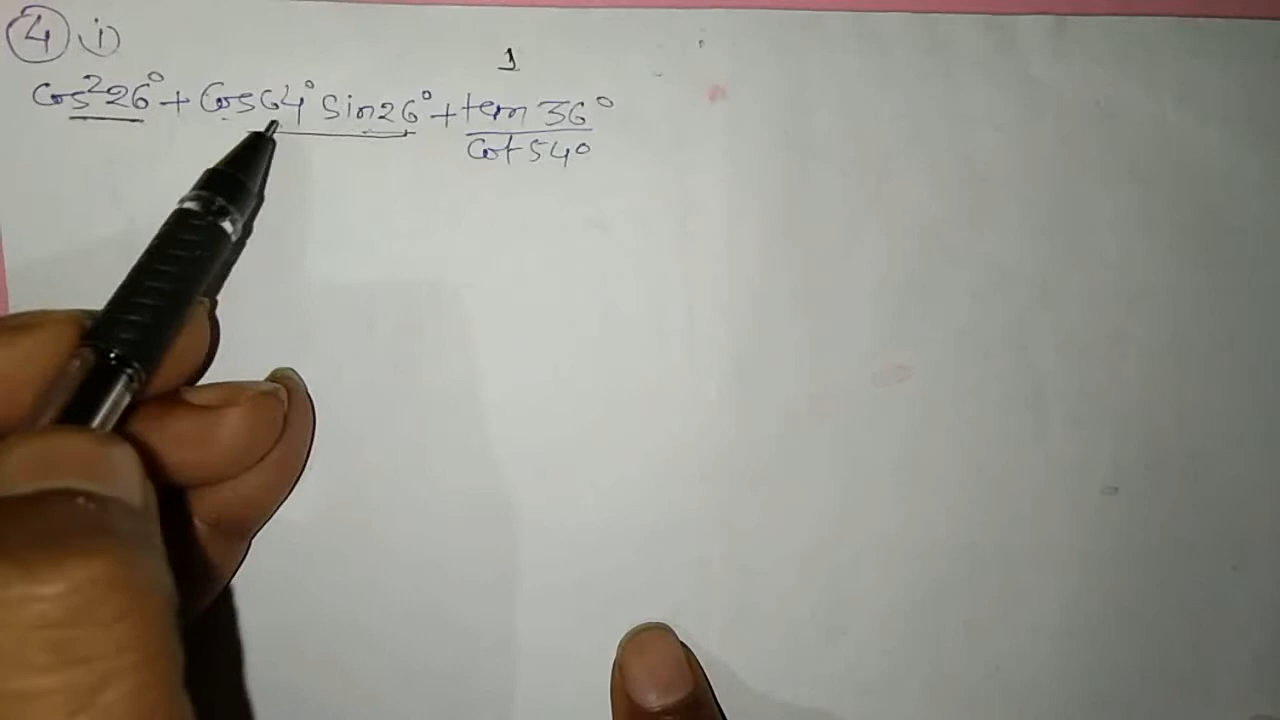 4 i)
1
cos²26° + cos64° sin26° + tan 36°
cot 54°